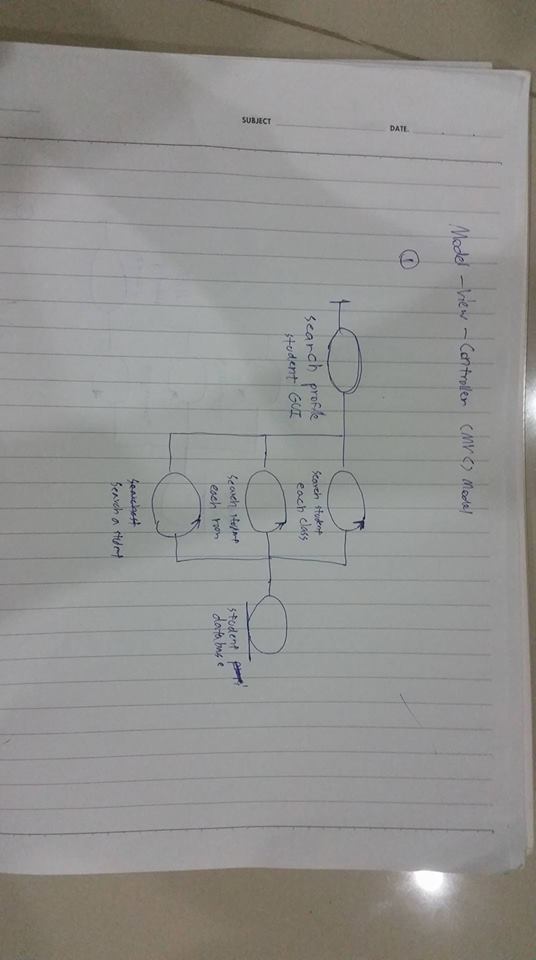 Model - View - Controller (MVC) Model
1
search profile
student GUI
search student
each class
search student
each room
search a student
student
database
DATE
SUBJECT